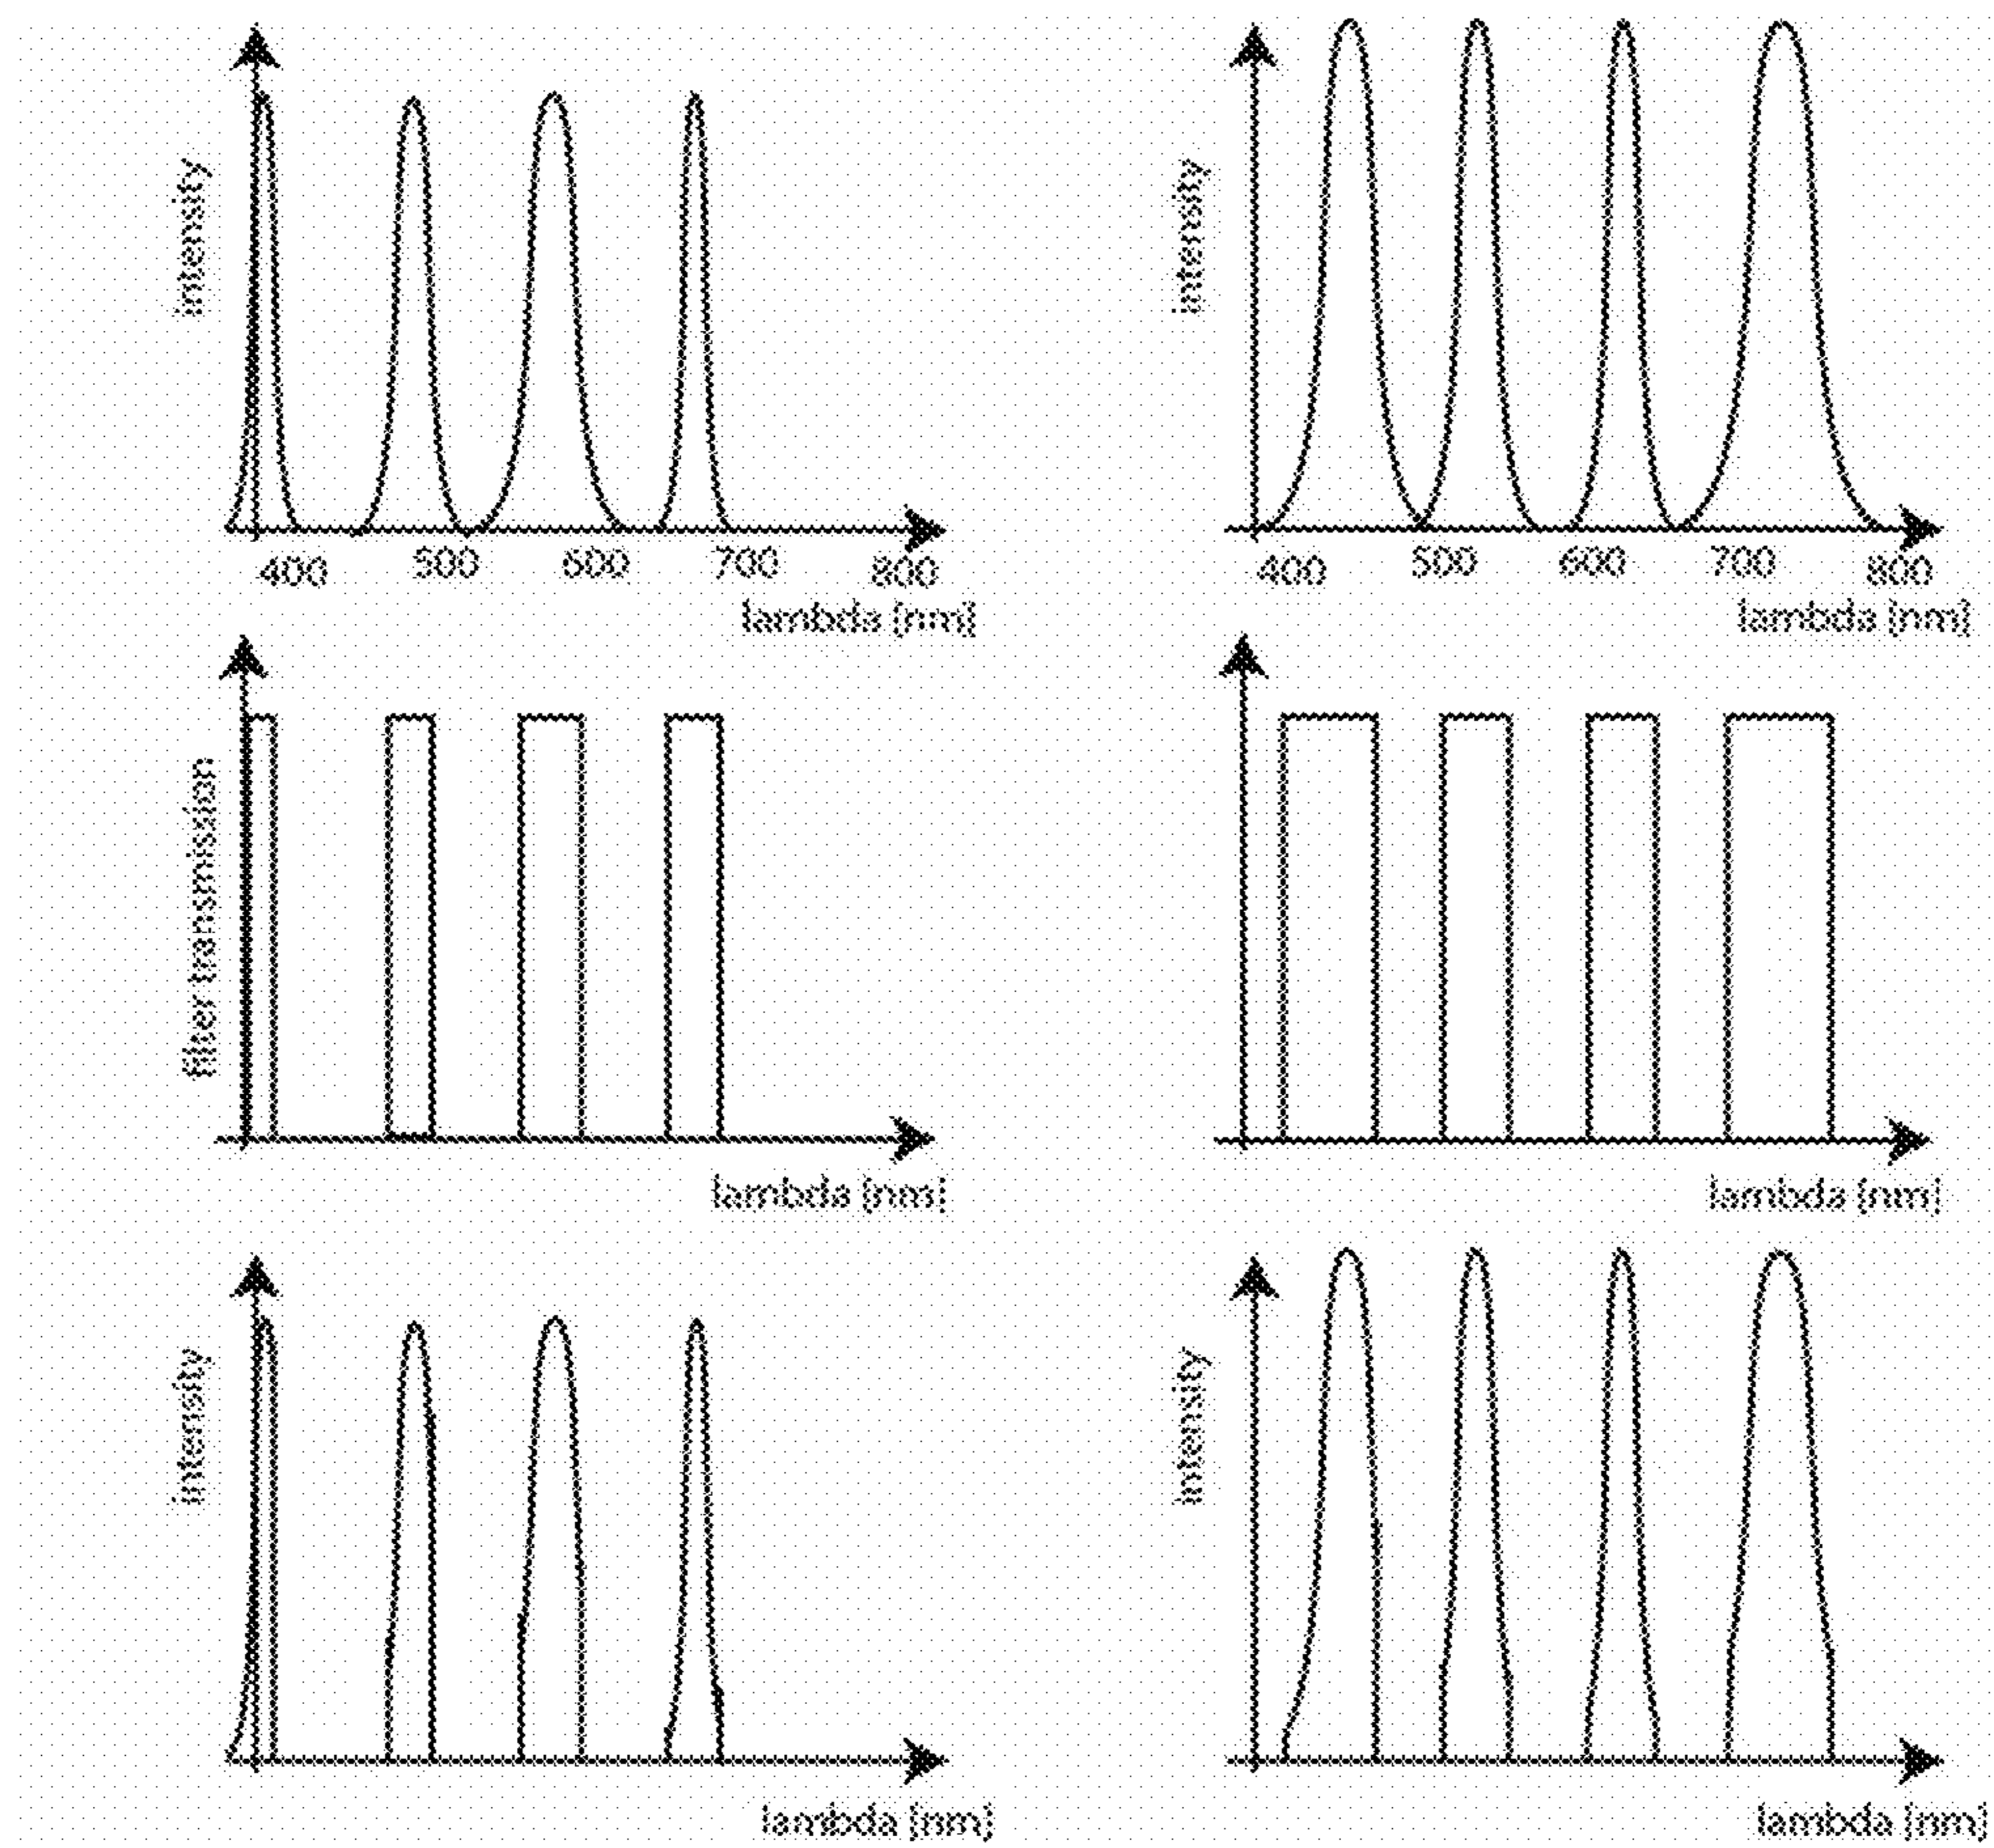 intensity
400 500 600 700 800
lambda [nm]
intensity
400 500 600 700 800
lambda [nm]
filter transmission
lambda [nm]
lambda [nm]
intensity
lambda [nm]
intensity
lambda [nm]